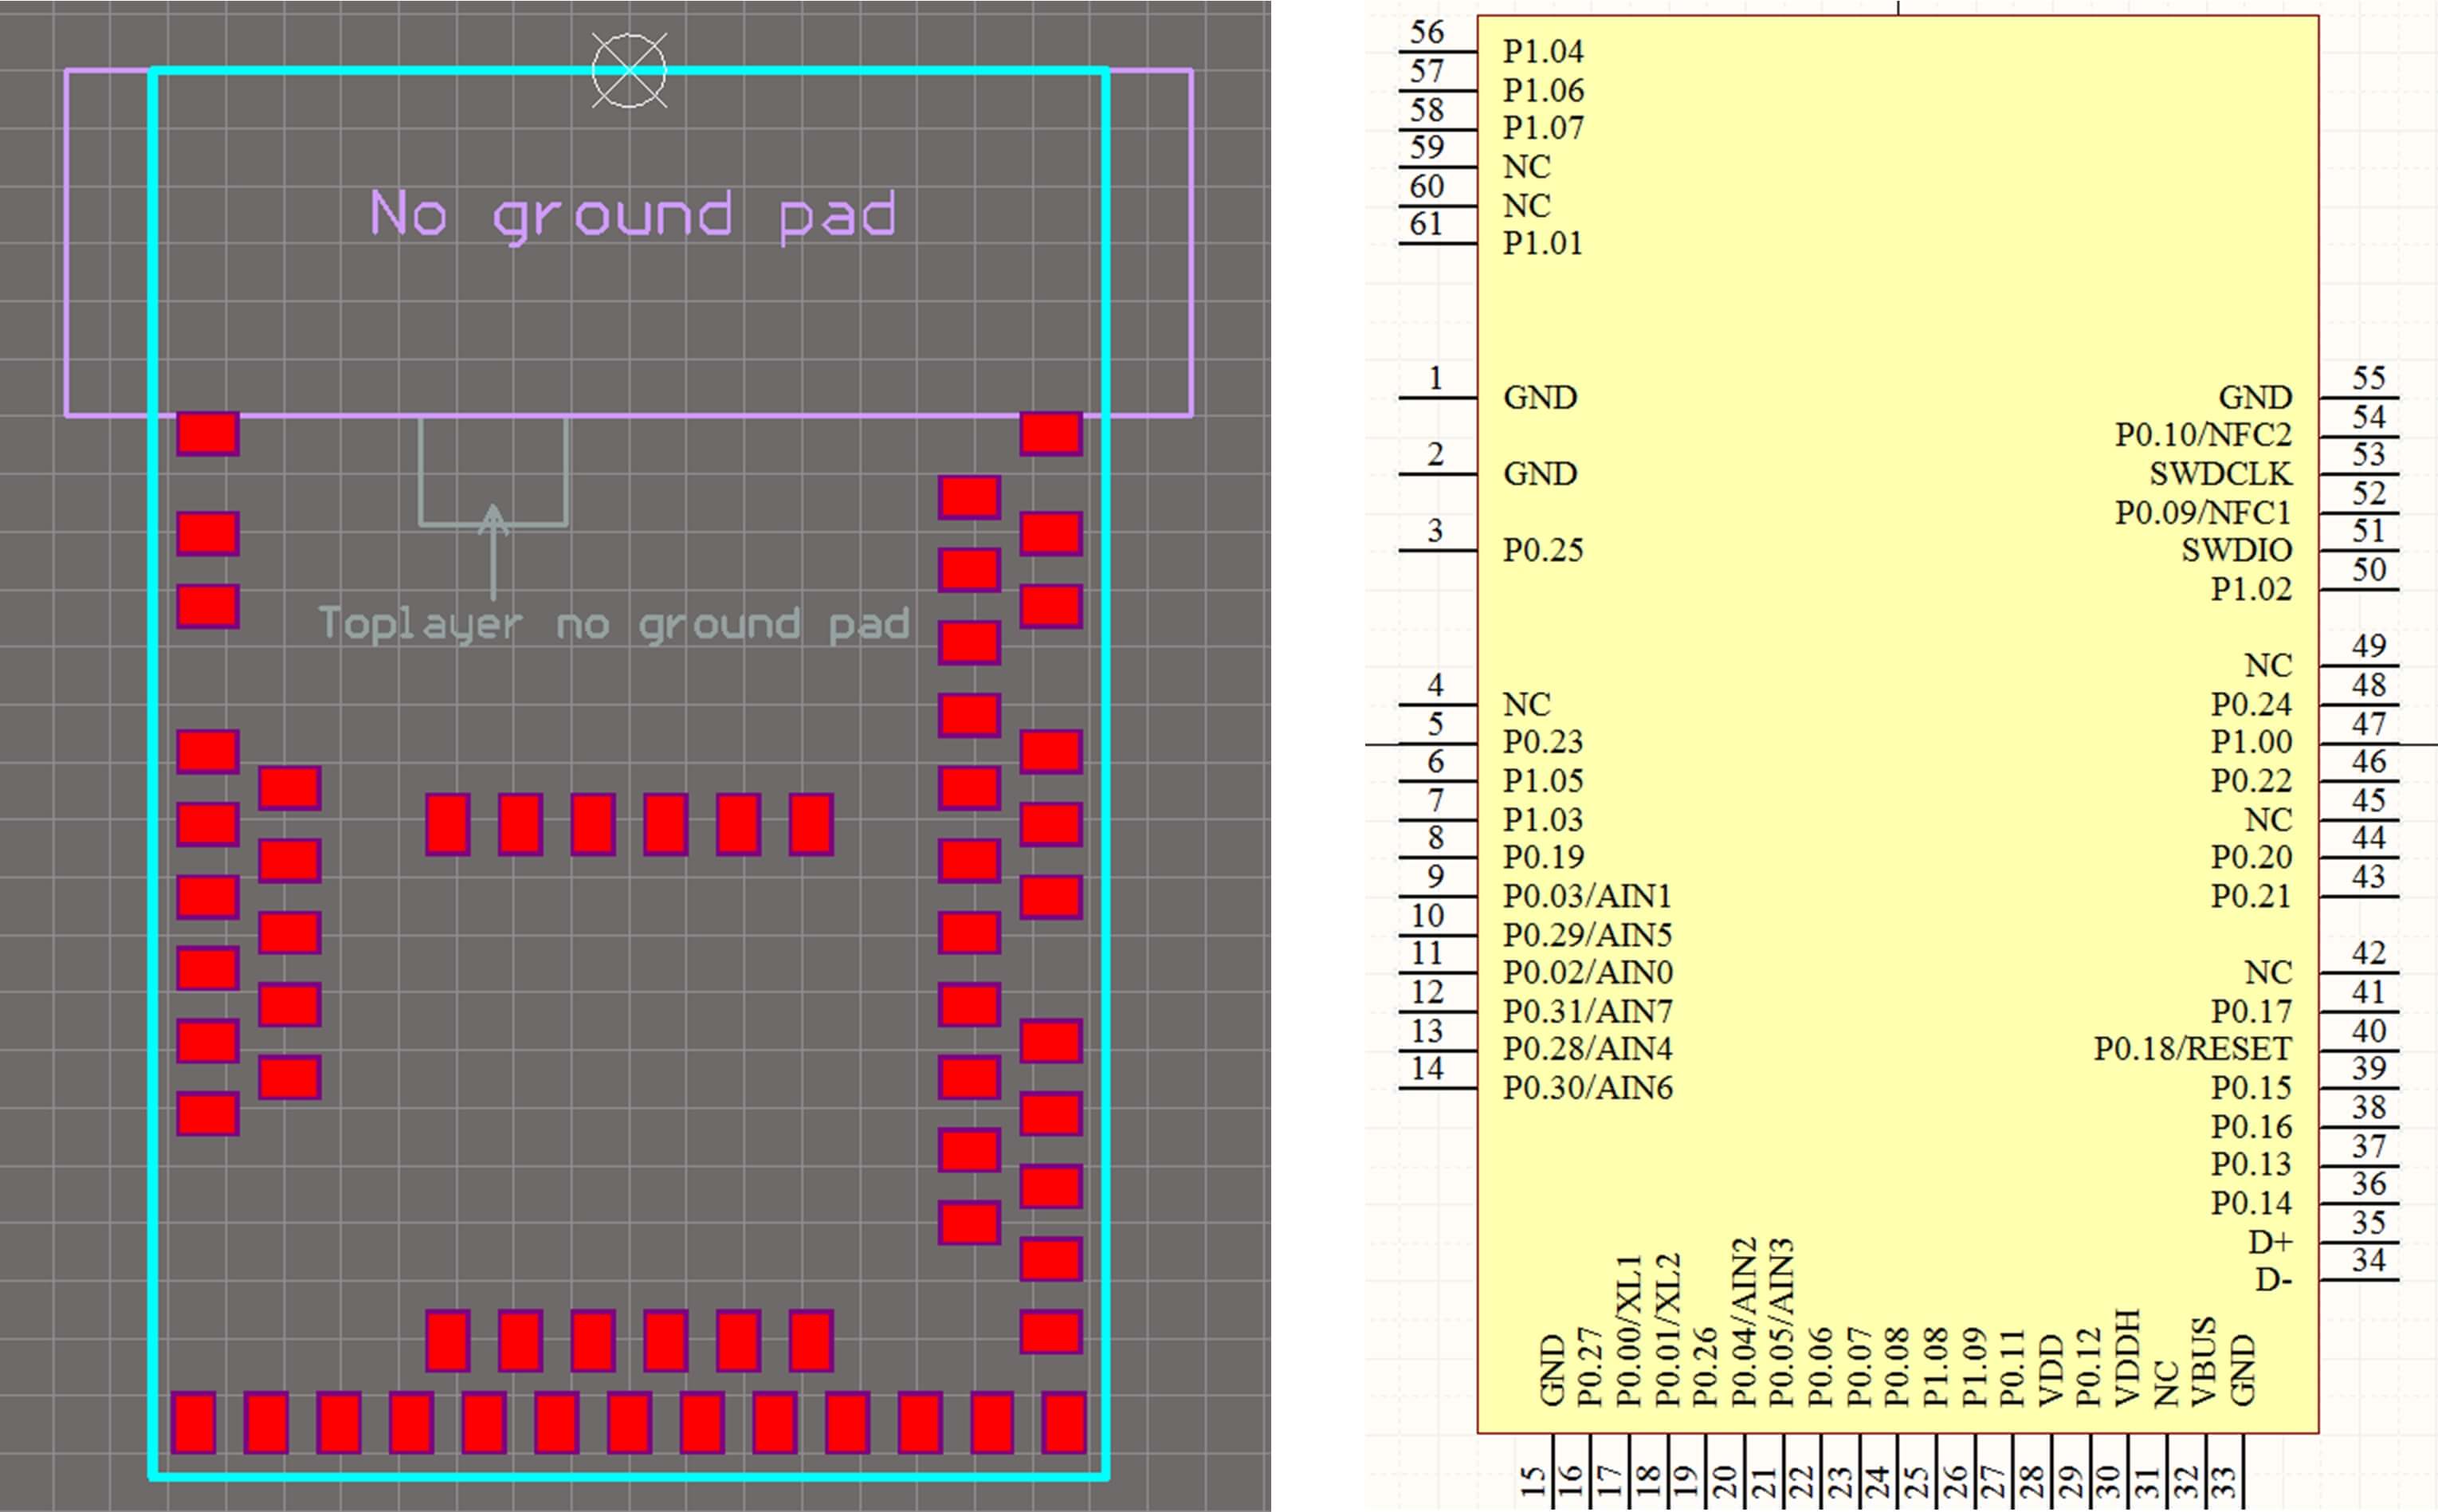 No ground pad
Toplayer no ground pad
56 P1.04
57 P1.06
58 P1.07
59 NC
60 NC
61 P1.01
1 GND
2 GND
3 P0.25
4 NC
5 P0.23
6 P1.05
7 P1.03
8 P0.19
9 P0.03/AIN1
10 P0.29/AIN5
11 P0.02/AIN0
12 P0.31/AIN7
13 P0.28/AIN4
14 P0.30/AIN6
GND 55
P0.10/NFC2 54
SWDCLK 53
P0.09/NFC1 52
SWDIO 51
P1.02 50
NC 49
P0.24 48
P1.00 47
P0.22 46
NC 45
P0.20 44
P0.21 43
NC 42
P0.17 41
P0.18/RESET 40
P0.15 39
P0.16 38
P0.13 37
P0.14 36
D+ 35
D- 34
15 GND
16 P0.27
17 P0.00/XL1
18 P0.01/XL2
19 P0.26
20 P0.04/AIN2
21 P0.05/AIN3
22 P0.06
23 P0.07
24 P0.08
25 P1.08
26 P1.09
27 P0.11
28 VDD
29 P0.12
30 VDDH
31 NC
32 VBUS
33 GND